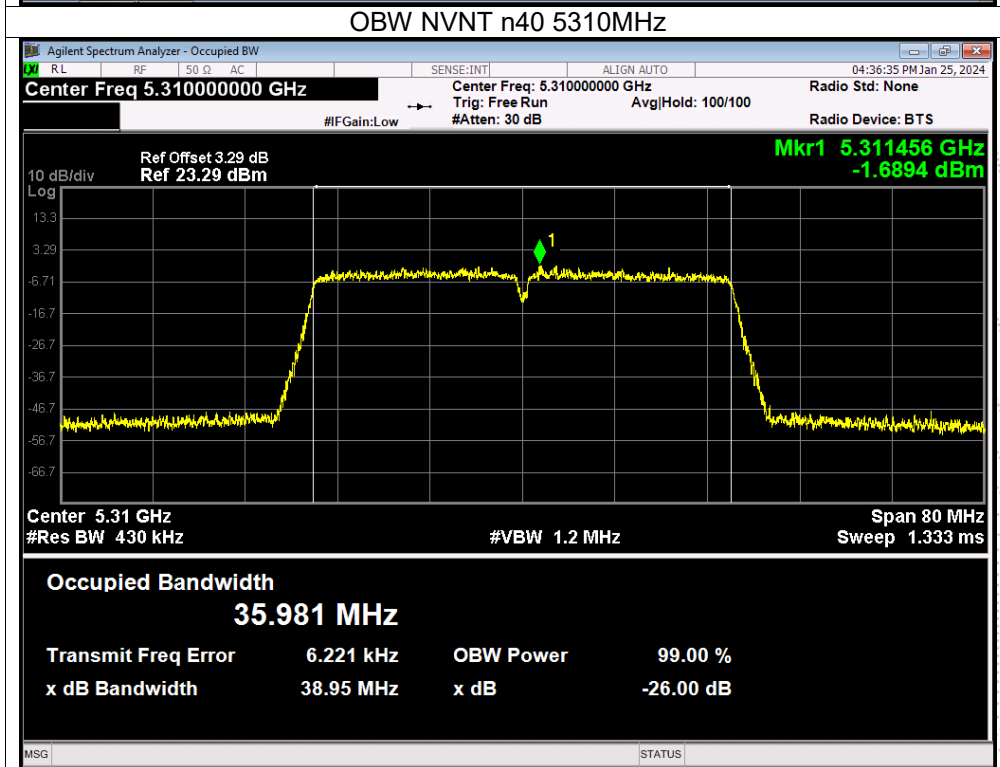 OBW NVNT n40 5310MHz
Agilent Spectrum Analyzer - Occupied BW
LXI RL RF 50 Ω AC SENSE:INT ALIGN AUTO 04:36:35 PM Jan 25, 2024
Center Freq 5.310000000 GHz Center Freq: 5.310000000 GHz Radio Std: None
Trig: Free Run Avg|Hold: 100/100
#IFGain:Low #Atten: 30 dB Radio Device: BTS
Ref Offset 3.29 dB Mkr1 5.311456 GHz
10 dB/div Ref 23.29 dBm -1.6894 dBm
Log
13.3
3.29
1
-6.71
-16.7
-26.7
-36.7
-46.7
-56.7
-66.7
Center 5.31 GHz Span 80 MHz
#Res BW 430 kHz #VBW 1.2 MHz Sweep 1.333 ms
Occupied Bandwidth
35.981 MHz
Transmit Freq Error 6.221 kHz OBW Power 99.00 %
x dB Bandwidth 38.95 MHz x dB -26.00 dB
MSG STATUS